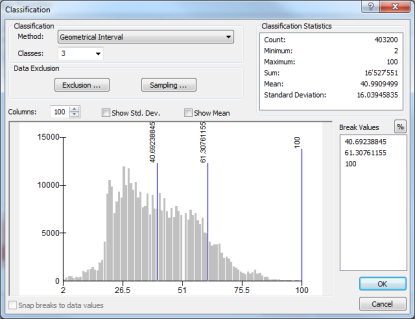 Classification
Classification
Method:
Geometrical Interval
Classes:
3
Data Exclusion
Exclusion ...
Sampling ...
Classification Statistics
Count: 403200
Minimum: 2
Maximum: 100
Sum: 16'527'551
Mean: 40.9909499
Standard Deviation: 16.03945835
Columns: 100
Show Std. Dev.
Show Mean
Break Values
%
40.69238845
61.30761155
100
15000
10000
5000
0
40.69238845
61.30761155
100
2
26.5
51
75.5
100
OK
Cancel
Snap breaks to data values